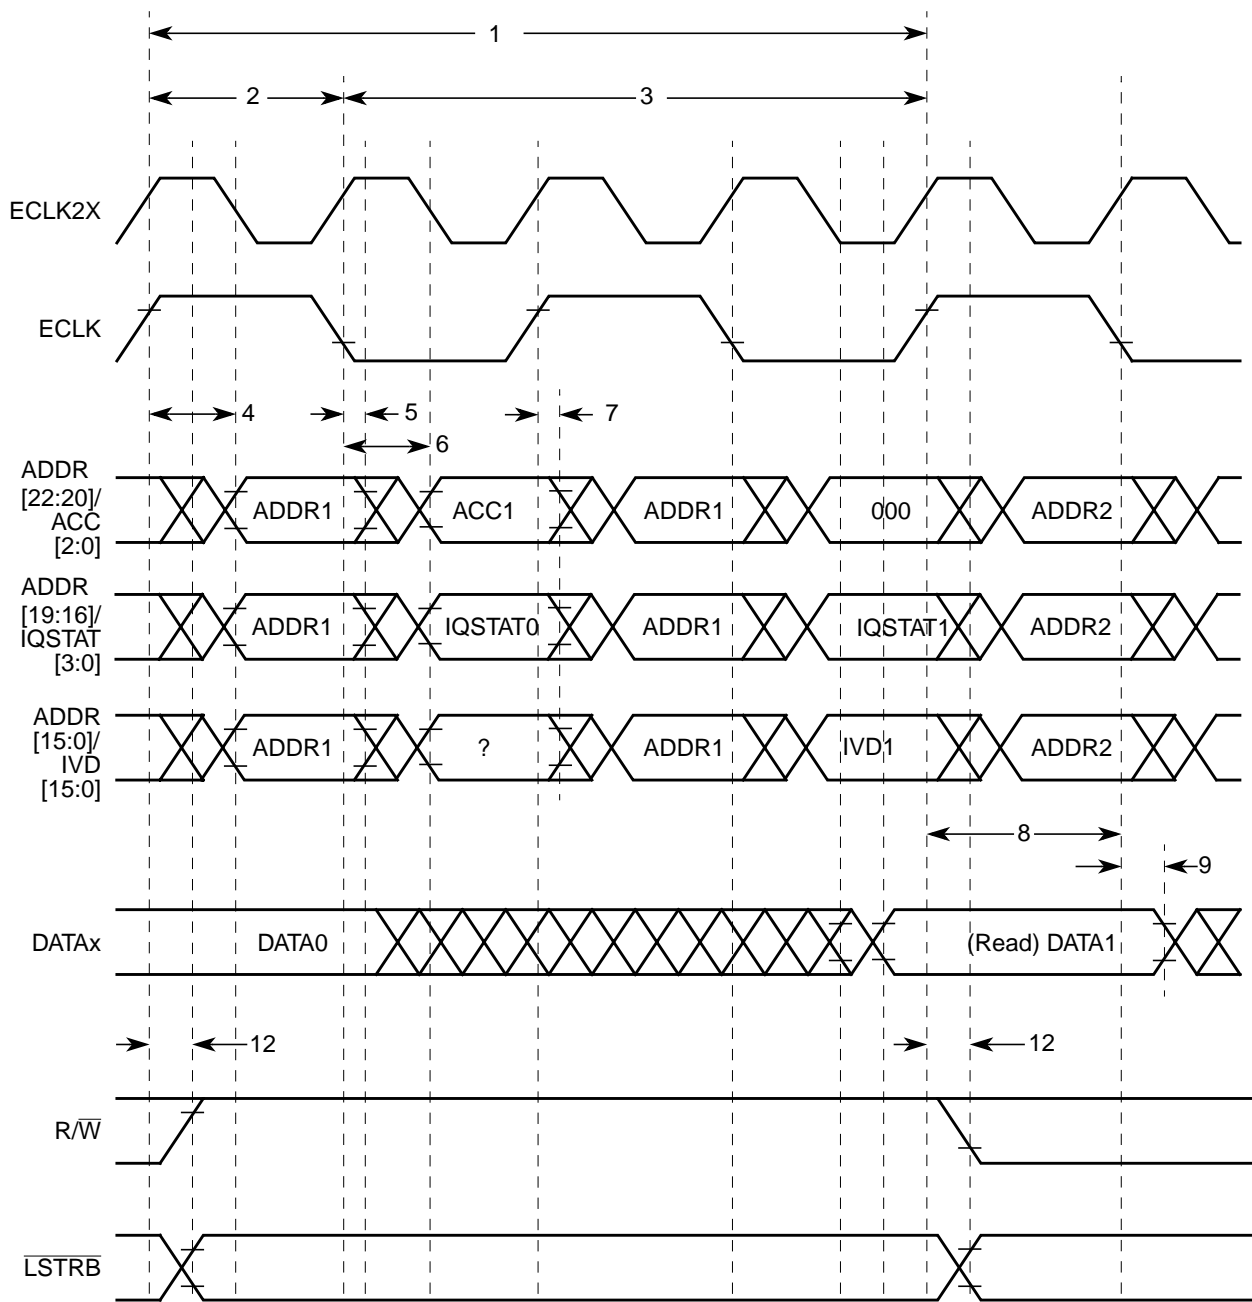 1
2 3
ECLK2X
ECLK
4 5 7
6
ADDR
[22:20]/
ACC
[2:0]
ADDR1 ACC1 ADDR1 000 ADDR2
ADDR
[19:16]/
IQSTAT
[3:0]
ADDR1 IQSTAT0 ADDR1 IQSTAT1 ADDR2
ADDR
[15:0]/
IVD
[15:0]
ADDR1 ? ADDR1 IVD1 ADDR2
8
9
DATAx DATA0 (Read) DATA1
12 12
R/W̅
L̅S̅T̅R̅B̅